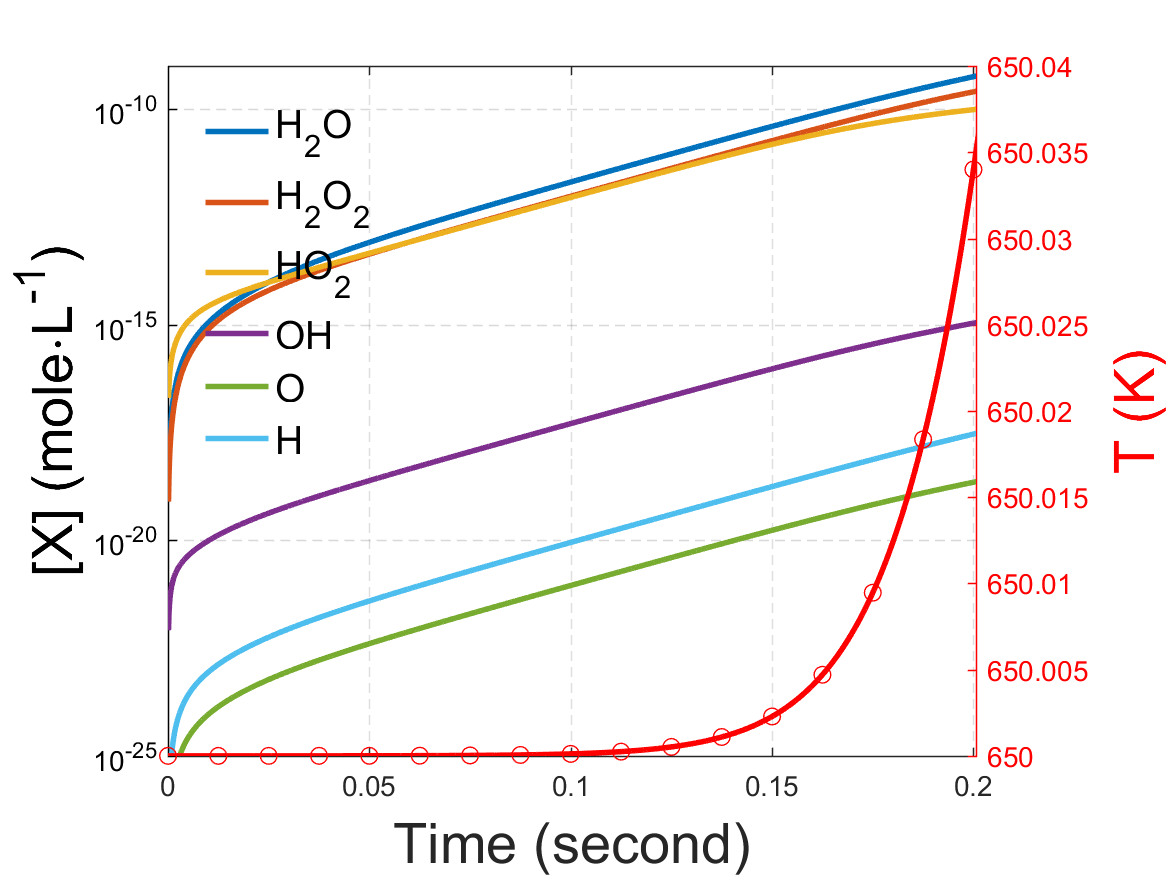 650.04
10⁻¹⁰
H₂O
650.035
H₂O₂
650.03
HO₂
10⁻¹⁵
OH
650.025
[X] (mole·L⁻¹)
T (K)
O
650.02
H
650.015
10⁻²⁰
650.01
650.005
10⁻²⁵
650
0 0.05 0.1 0.15 0.2
Time (second)